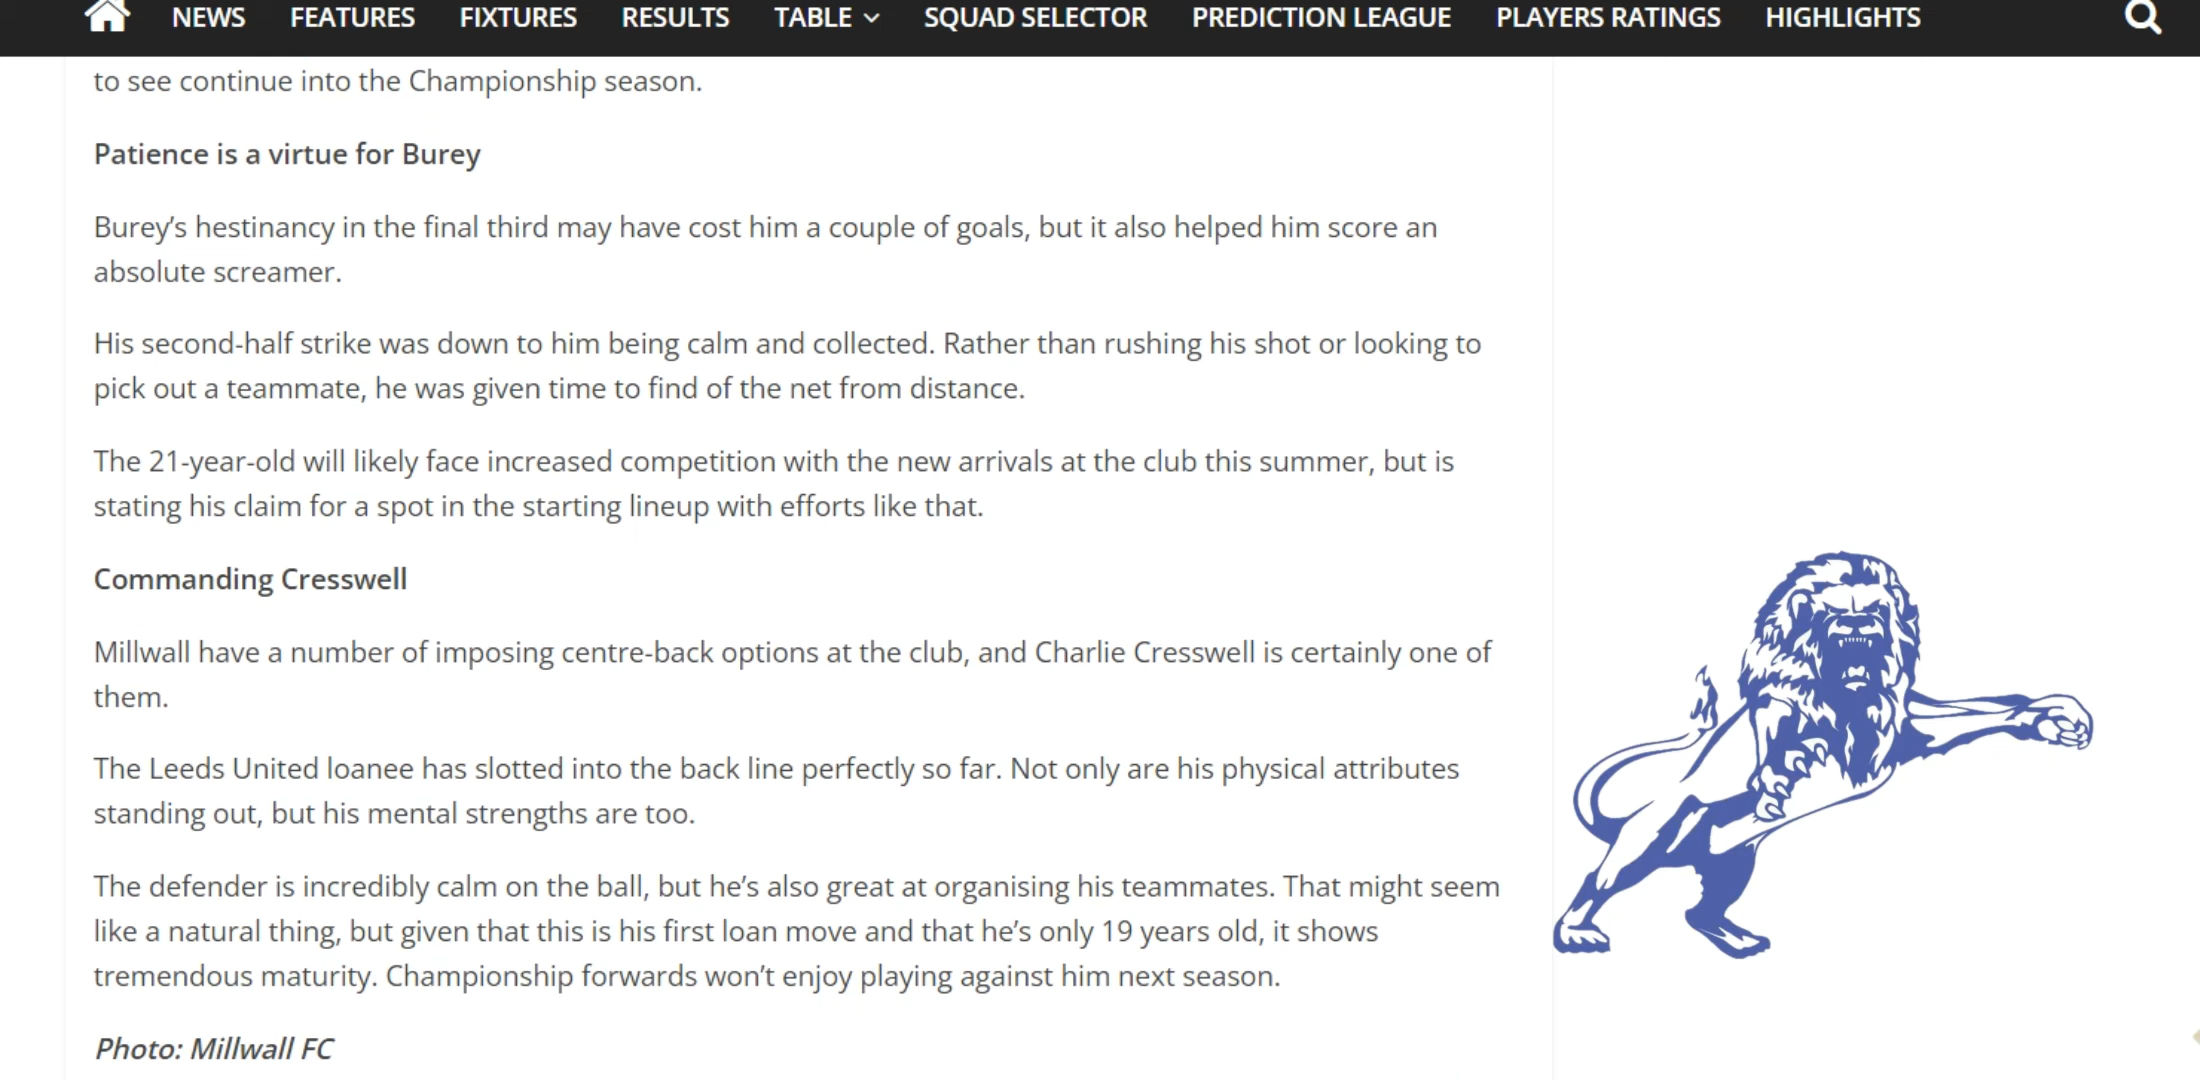 NEWS FEATURES FIXTURES RESULTS TABLE SQUAD SELECTOR PREDICTION LEAGUE PLAYERS RATINGS HIGHLIGHTS
to see continue into the Championship season.
Patience is a virtue for Burey
Burey’s hestinancy in the final third may have cost him a couple of goals, but it also helped him score an
absolute screamer.
His second-half strike was down to him being calm and collected. Rather than rushing his shot or looking to
pick out a teammate, he was given time to find of the net from distance.
The 21-year-old will likely face increased competition with the new arrivals at the club this summer, but is
stating his claim for a spot in the starting lineup with efforts like that.
Commanding Cresswell
Millwall have a number of imposing centre-back options at the club, and Charlie Cresswell is certainly one of
them.
The Leeds United loanee has slotted into the back line perfectly so far. Not only are his physical attributes
standing out, but his mental strengths are too.
The defender is incredibly calm on the ball, but he’s also great at organising his teammates. That might seem
like a natural thing, but given that this is his first loan move and that he’s only 19 years old, it shows
tremendous maturity. Championship forwards won’t enjoy playing against him next season.
Photo: Millwall FC